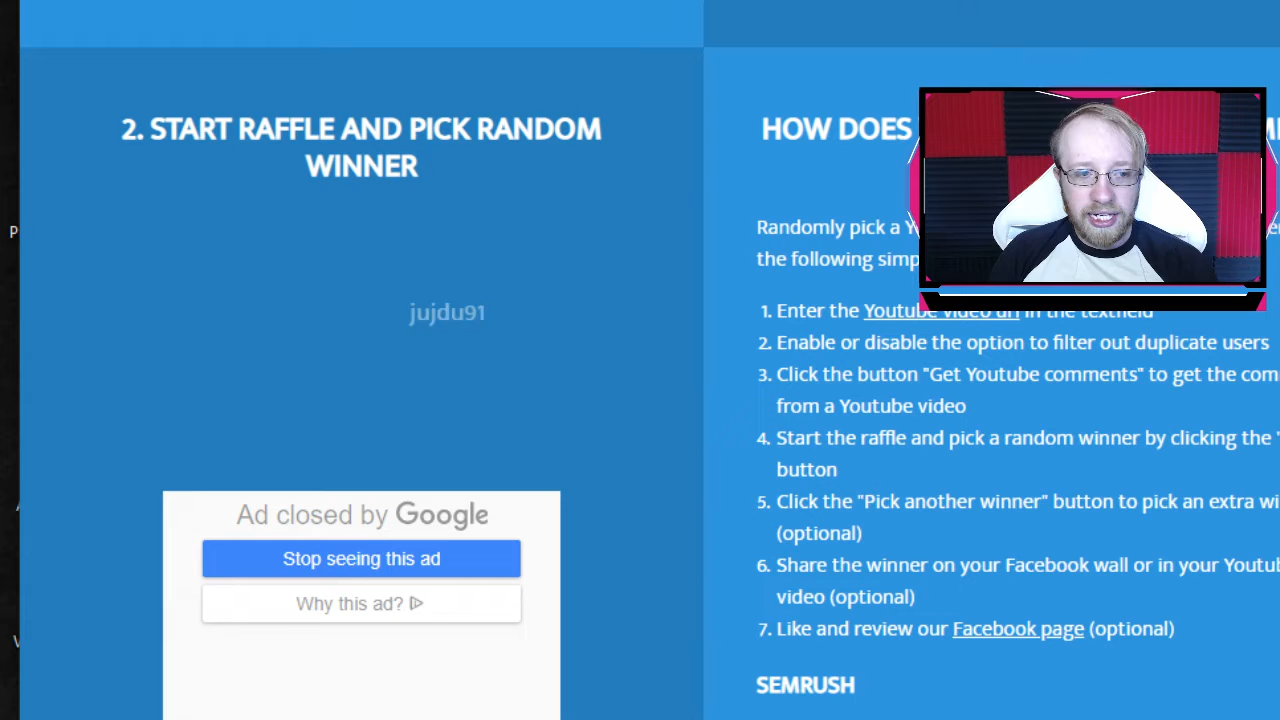 2. START RAFFLE AND PICK RANDOM
WINNER
jujdu91
Ad closed by Google
Stop seeing this ad
Why this ad?
HOW DOES
Randomly pick a
the following
1. Enter the Youtube video url in the textfield
2. Enable or disable the option to filter out duplicate users
3. Click the button "Get Youtube comments" to get the
from a Youtube video
4. Start the raffle and pick a random winner by clicking the
button
5. Click the "Pick another winner" button to pick an extra
(optional)
6. Share the winner on your Facebook wall or in your
video (optional)
7. Like and review our Facebook page (optional)
SEMRUSH